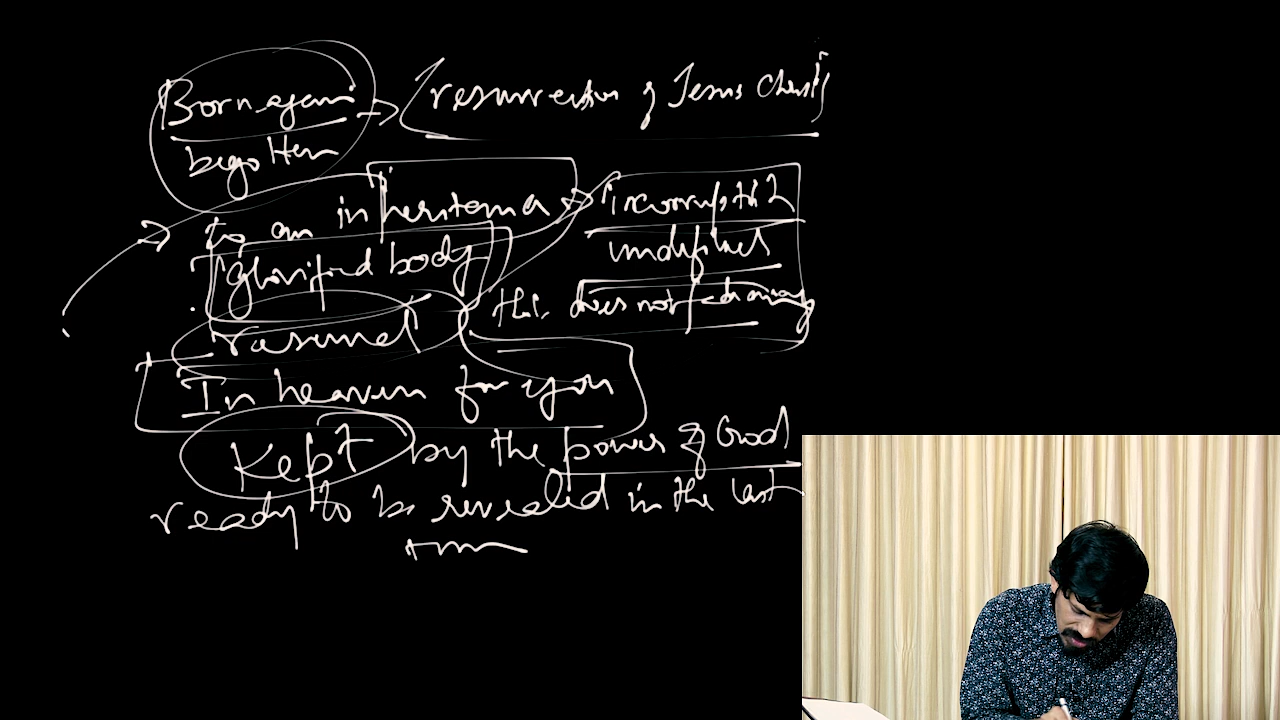 Born again → resurrection of Jesus Christ
begotten
→ to an inheritance → incorruptible
glorified body undefiled
that does not fade away
reserved
In heaven for you
Kept by the power of God
ready to be revealed in the last
time